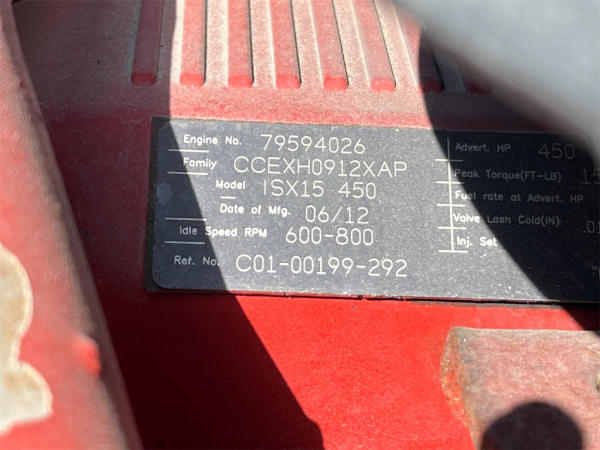 Engine No. 79594026
Family CCEXH0912XAP
Model ISX15 450
Date of Mfg. 06/12
Idle Speed RPM 600-800
Ref. No. C01-00199-292
Advert. HP 450
Peak Torque(FT-LB) 15
Fuel rate at Advert. HP
Valve Lash Cold(IN) .01
Inj. Set